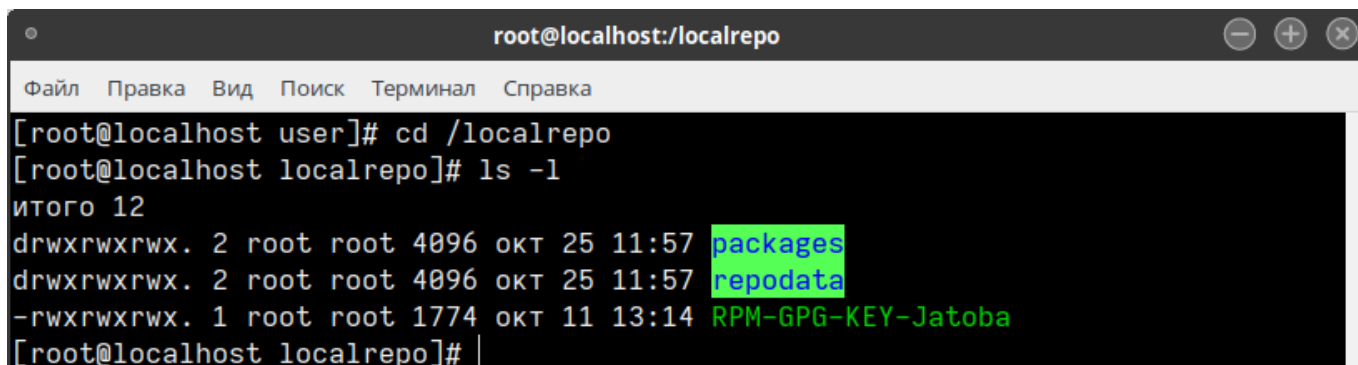 root@localhost:/localrepo
Файл Правка Вид Поиск Терминал Справка
[root@localhost user]# cd /localrepo
[root@localhost localrepo]# ls -l
итого 12
drwxrwxrwx. 2 root root 4096 окт 25 11:57 packages
drwxrwxrwx. 2 root root 4096 окт 25 11:57 repodata
-rwxrwxrwx. 1 root root 1774 окт 11 13:14 RPM-GPG-KEY-Jatoba
[root@localhost localrepo]#